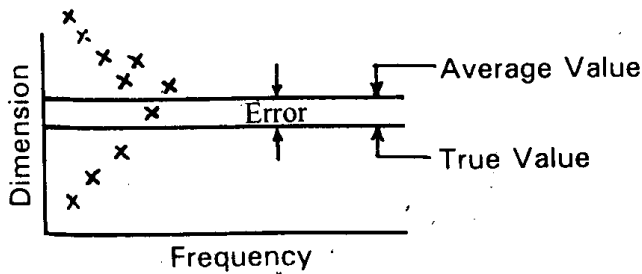 Average Value
Error
True Value
Dimension
Frequency